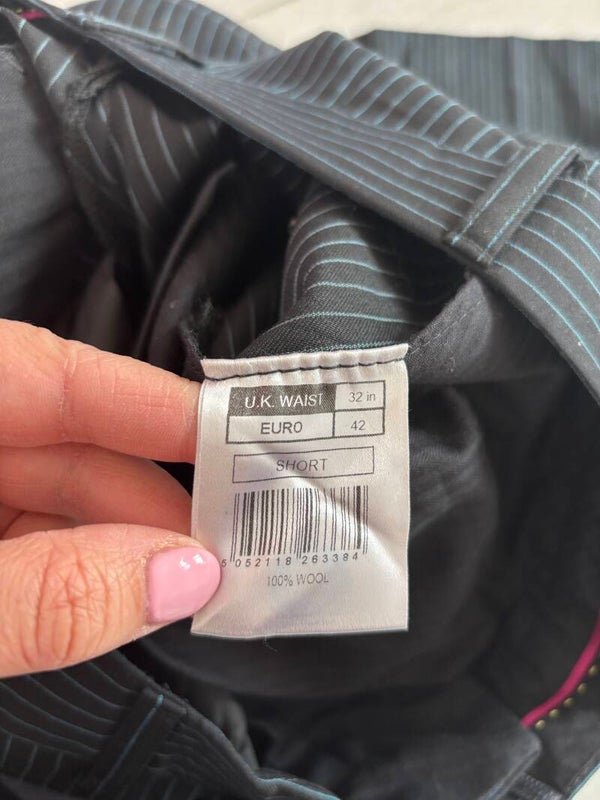 U.K. WAIST 32 in
EURO 42
SHORT
5 052118 263384
100% WOOL